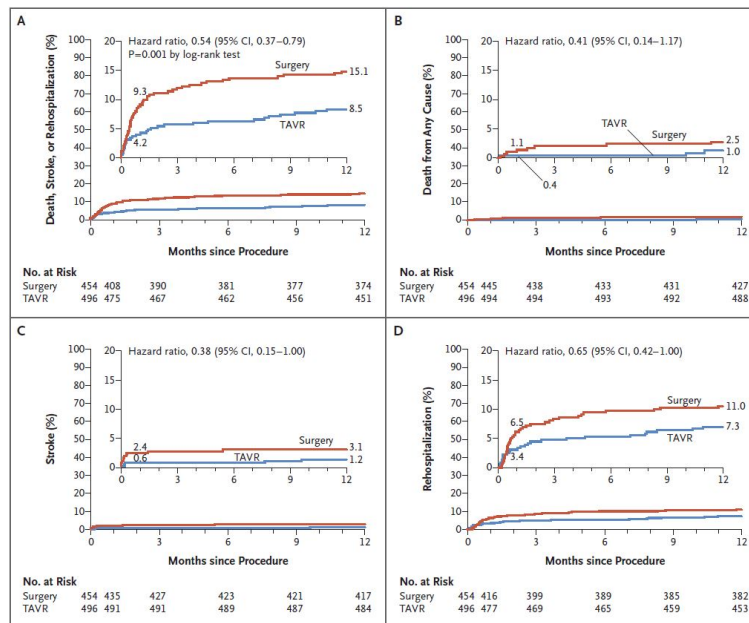 A
Death, Stroke, or Rehospitalization (%)
100
90
80
70
60
50
40
30
20
10
0
20
15
10
5
0
Hazard ratio, 0.54 (95% CI, 0.37–0.79)
P=0.001 by log-rank test
Surgery
15.1
9.3
8.5
TAVR
4.2
0 3 6 9 12
0 3 6 9 12
Months since Procedure
No. at Risk
Surgery 454 408 390 381 377 374
TAVR 496 475 467 462 456 451
B
Death from Any Cause (%)
100
90
80
70
60
50
40
30
20
10
0
20
15
10
5
0
Hazard ratio, 0.41 (95% CI, 0.14–1.17)
TAVR
Surgery
1.1
2.5
1.0
0.4
0 3 6 9 12
0 3 6 9 12
Months since Procedure
No. at Risk
Surgery 454 445 438 433 431 427
TAVR 496 494 494 493 492 488
C
Stroke (%)
100
90
80
70
60
50
40
30
20
10
0
20
15
10
5
0
Hazard ratio, 0.38 (95% CI, 0.15–1.00)
Surgery
2.4
3.1
0.6
TAVR
1.2
0 3 6 9 12
0 3 6 9 12
Months since Procedure
No. at Risk
Surgery 454 435 427 423 421 417
TAVR 496 491 491 489 487 484
D
Rehospitalization (%)
100
90
80
70
60
50
40
30
20
10
0
20
15
10
5
0
Hazard ratio, 0.65 (95% CI, 0.42–1.00)
Surgery
11.0
6.5
7.3
TAVR
3.4
0 3 6 9 12
0 3 6 9 12
Months since Procedure
No. at Risk
Surgery 454 416 399 389 385 382
TAVR 496 477 469 465 459 453